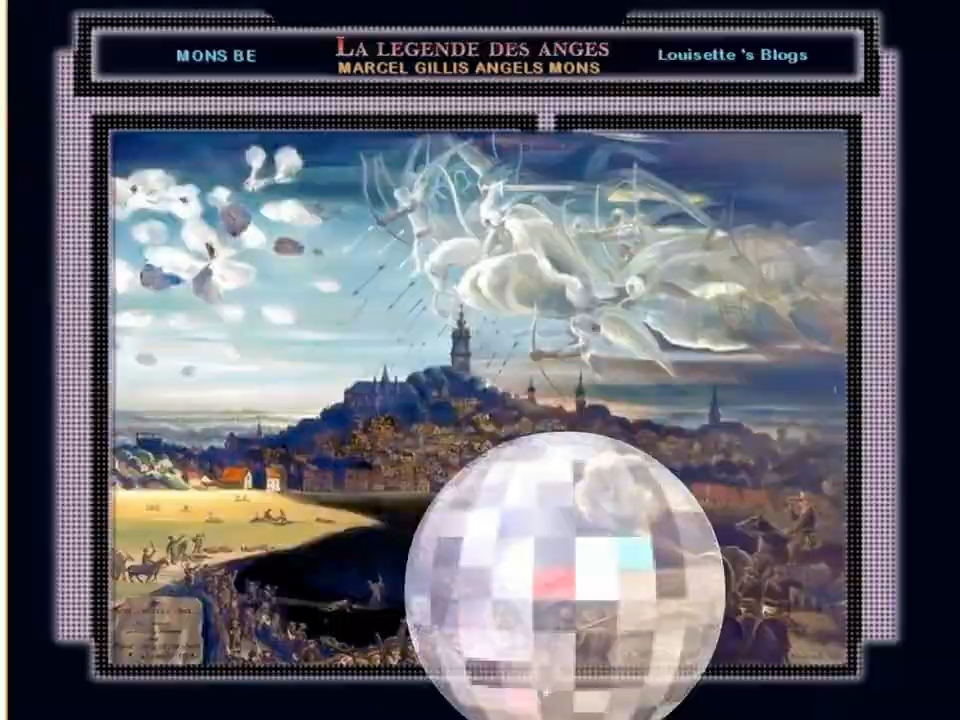 MONS BE
LA LEGENDE DES ANGES
MARCEL GILLIS ANGELS MONS
Louisette 's Blogs